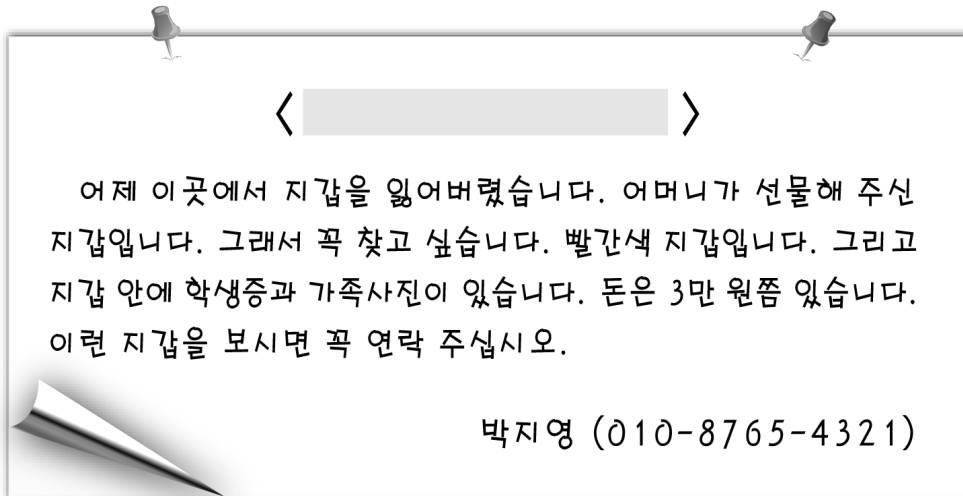 〈 〉
어제 이곳에서 지갑을 잃어버렸습니다. 어머니가 선물해 주신
지갑입니다. 그래서 꼭 찾고 싶습니다. 빨간색 지갑입니다. 그리고
지갑 안에 학생증과 가족사진이 있습니다. 돈은 3만 원쯤 있습니다.
이런 지갑을 보시면 꼭 연락 주십시오.
박지영 (010-8765-4321)